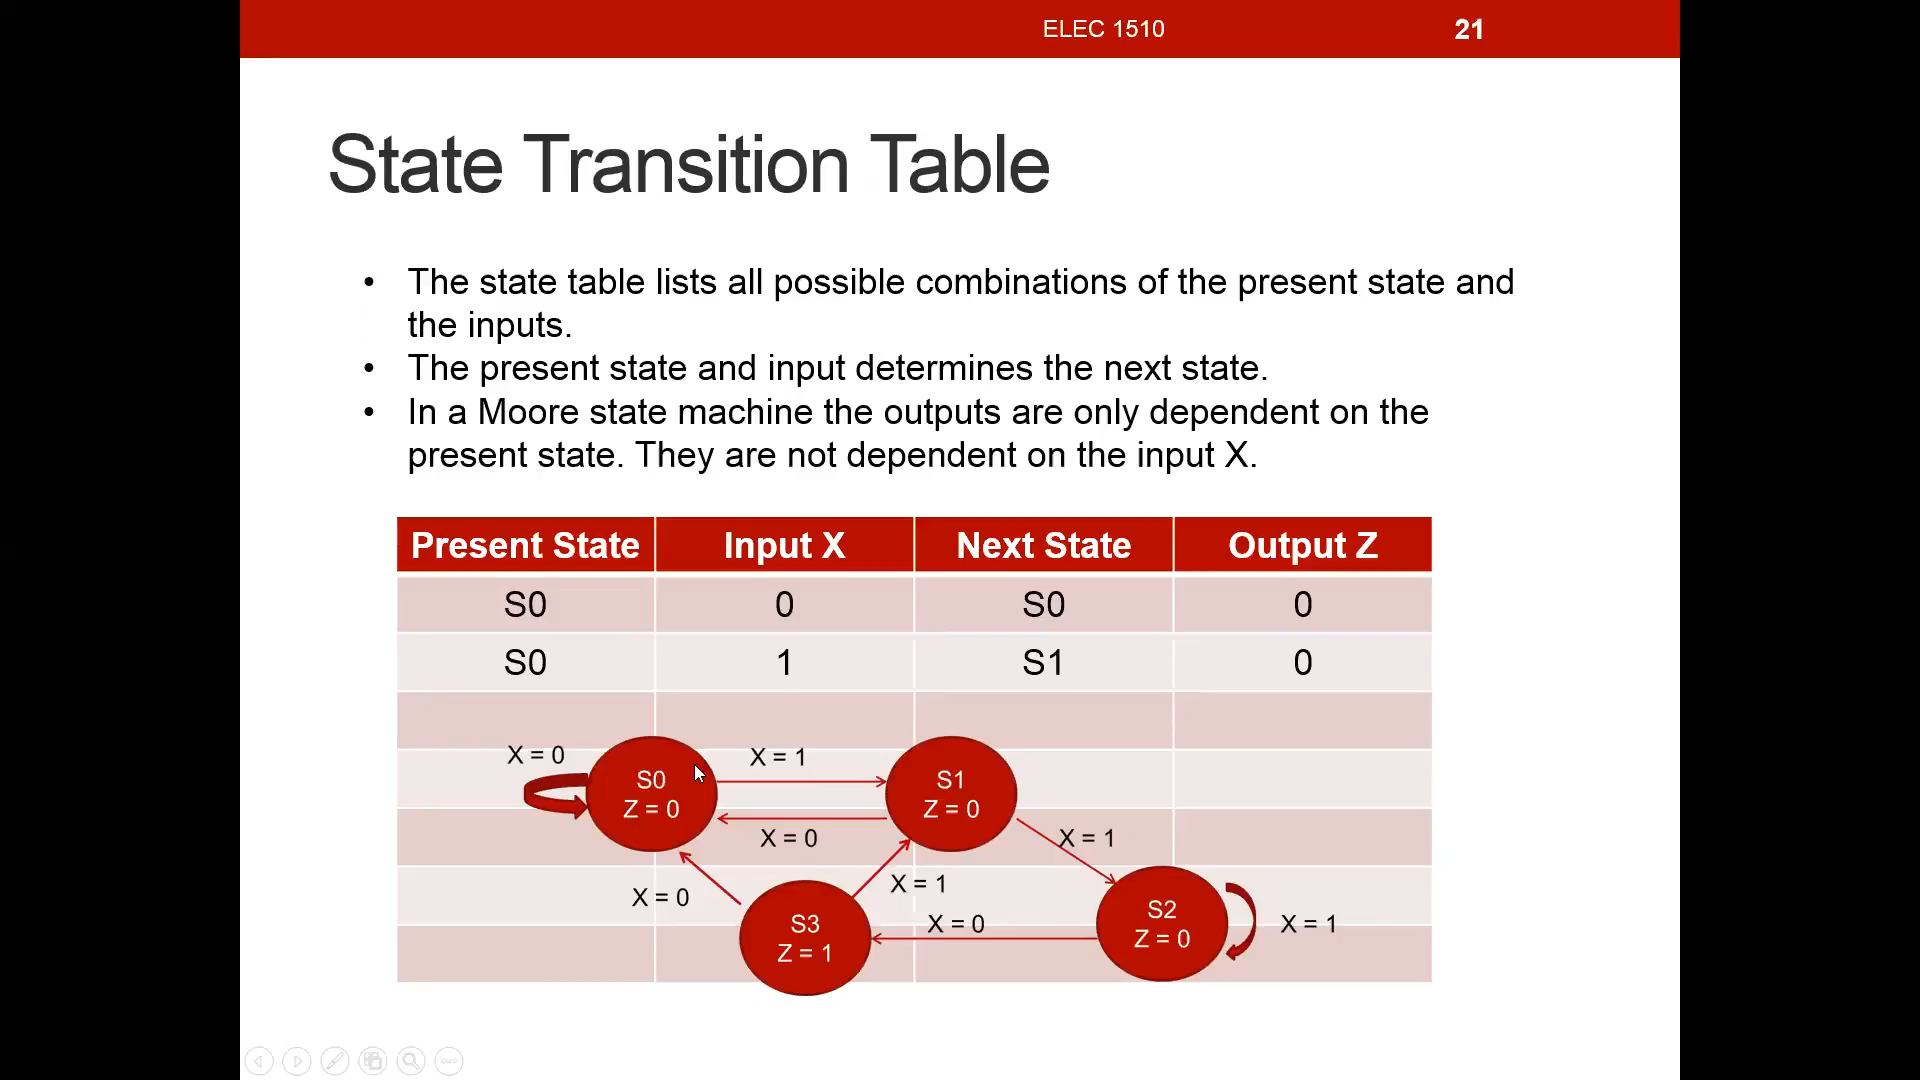 ELEC 1510
21
State Transition Table
• The state table lists all possible combinations of the present state and
the inputs.
• The present state and input determines the next state.
• In a Moore state machine the outputs are only dependent on the
present state. They are not dependent on the input X.
Present State Input X Next State Output Z
S0 0 S0 0
S0 1 S1 0
X = 0
S0
Z = 0
X = 1
S1
Z = 0
X = 0
X = 1
X = 0
X = 1
S3
Z = 1
X = 0
S2
Z = 0
X = 1